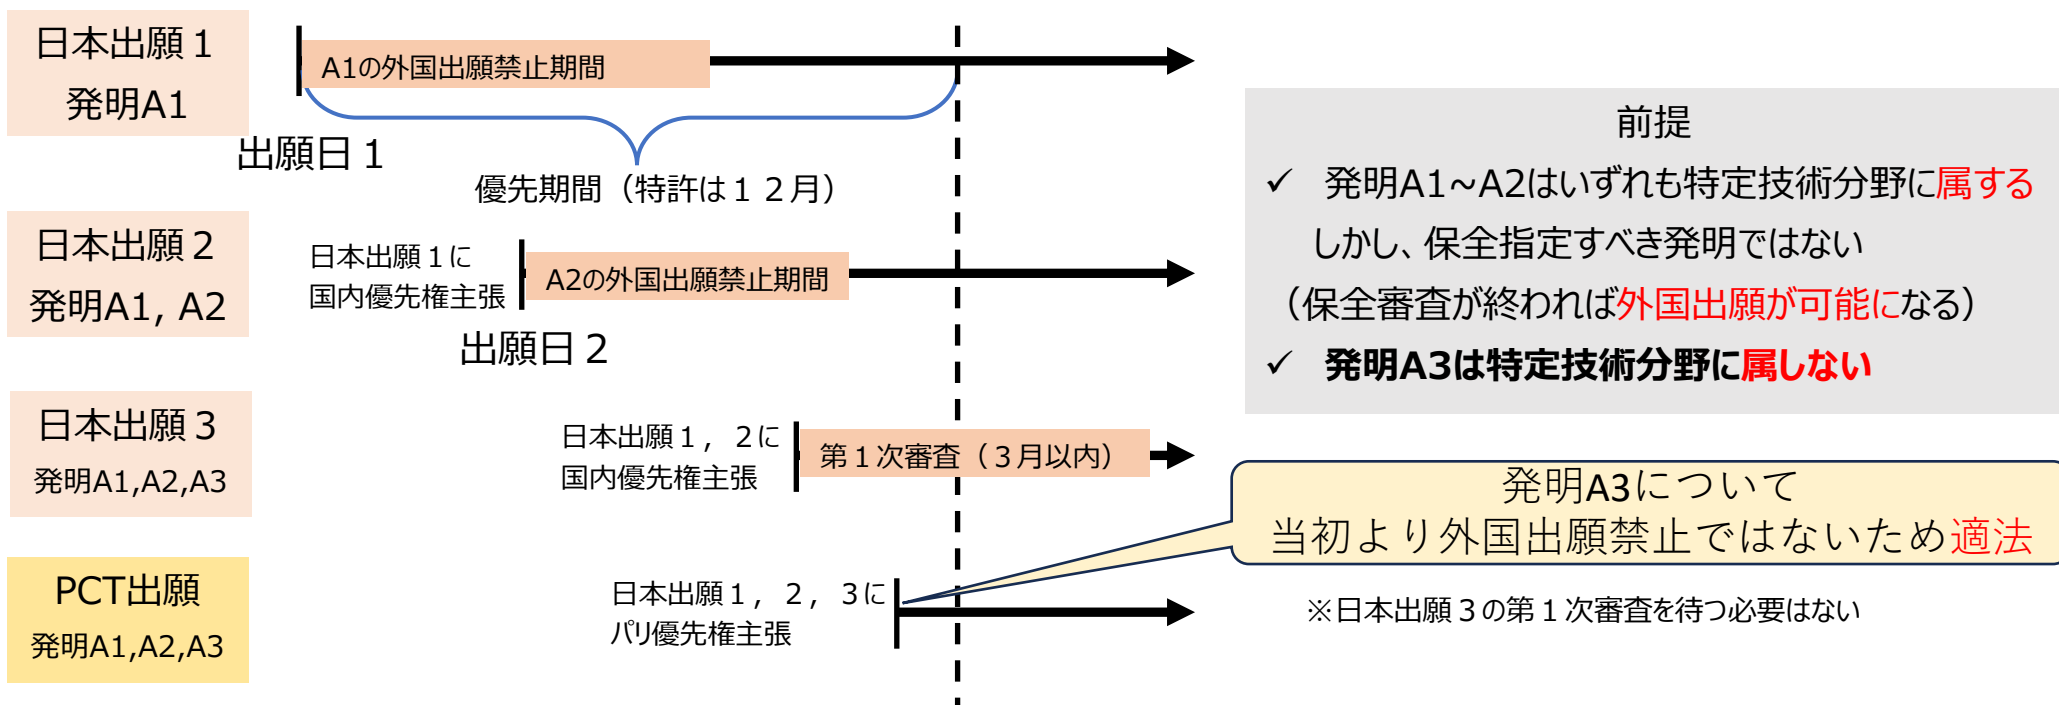 日本出願１
発明A1
A1の外国出願禁止期間
出願日１
優先期間（特許は１２月）
日本出願２
発明A1, A2
日本出願１に
国内優先権主張
A2の外国出願禁止期間
出願日２
日本出願３
発明A1,A2,A3
日本出願１，２に
国内優先権主張
第１次審査（３月以内）
PCT出願
発明A1,A2,A3
日本出願１，２，３に
パリ優先権主張
前提
✓ 発明A1~A2はいずれも特定技術分野に属する
しかし、保全指定すべき発明ではない
（保全審査が終われば外国出願が可能になる）
✓ 発明A3は特定技術分野に属しない
発明A3について
当初より外国出願禁止ではないため適法
※日本出願３の第１次審査を待つ必要はない